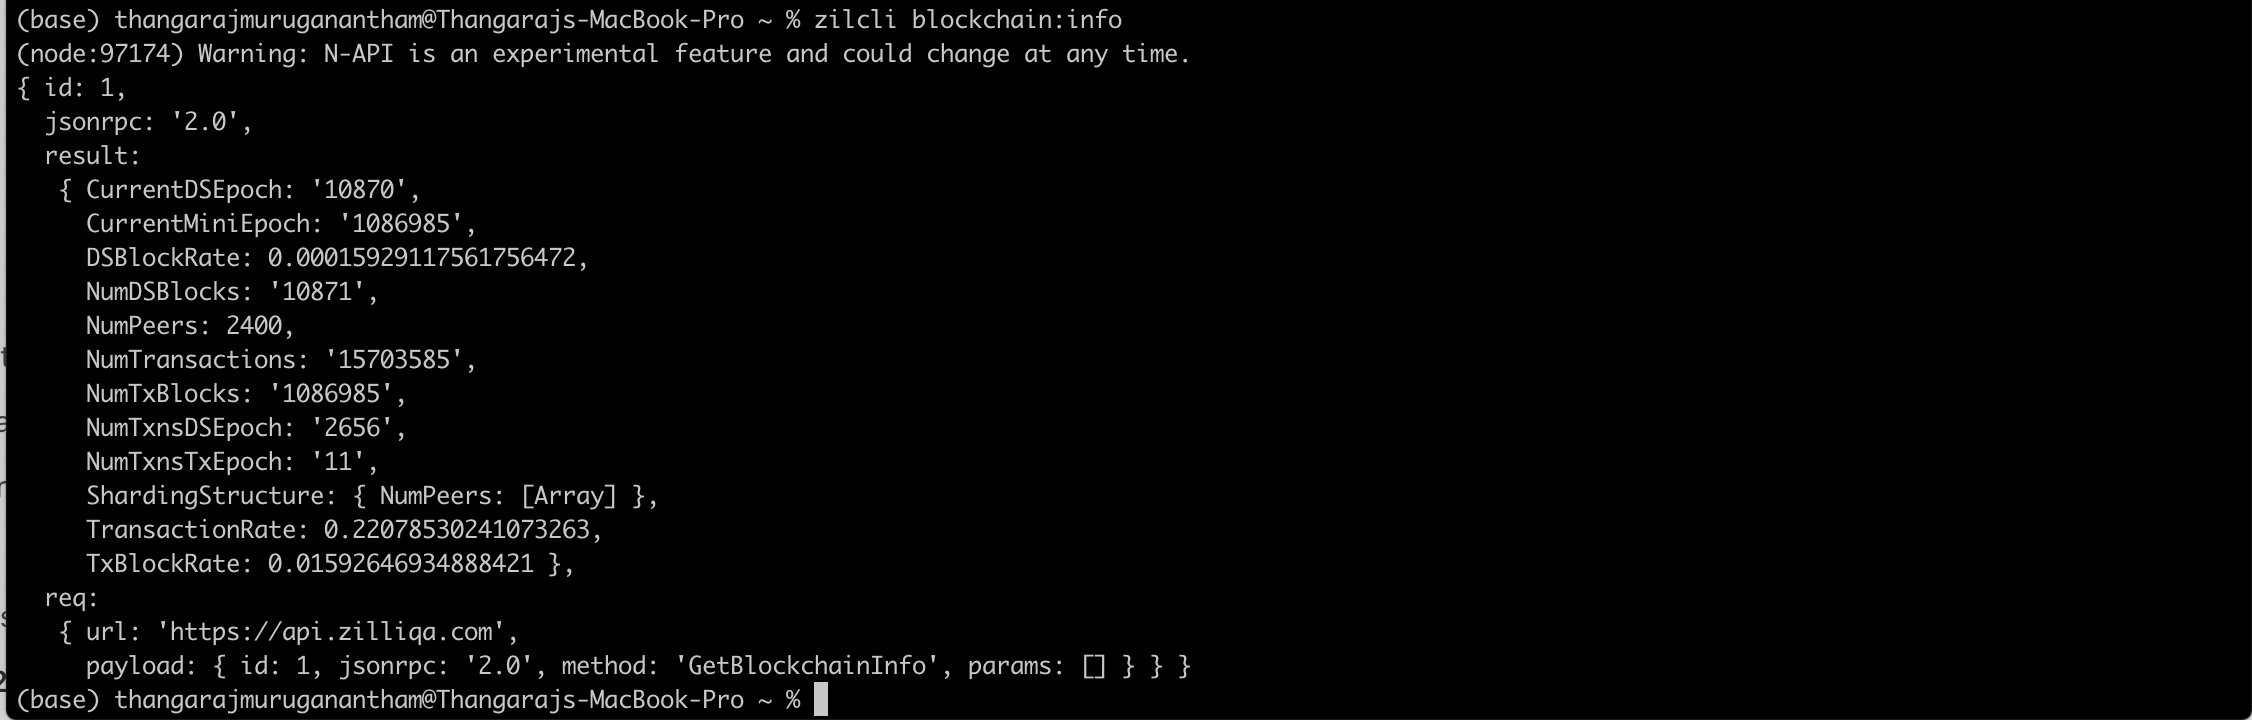 (base) thangarajmuruganantham@Thangarajs-MacBook-Pro ~ % zilcli blockchain:info
(node:97174) Warning: N-API is an experimental feature and could change at any time.
{ id: 1,
  jsonrpc: '2.0',
  result:
   { CurrentDSEpoch: '10870',
     CurrentMiniEpoch: '1086985',
     DSBlockRate: 0.00015929117561756472,
     NumDSBlocks: '10871',
     NumPeers: 2400,
     NumTransactions: '15703585',
     NumTxBlocks: '1086985',
     NumTxnsDSEpoch: '2656',
     NumTxnsTxEpoch: '11',
     ShardingStructure: { NumPeers: [Array] },
     TransactionRate: 0.22078530241073263,
     TxBlockRate: 0.01592646934888421 },
  req:
   { url: 'https://api.zilliqa.com',
     payload: { id: 1, jsonrpc: '2.0', method: 'GetBlockchainInfo', params: [] } } }
(base) thangarajmuruganantham@Thangarajs-MacBook-Pro ~ %